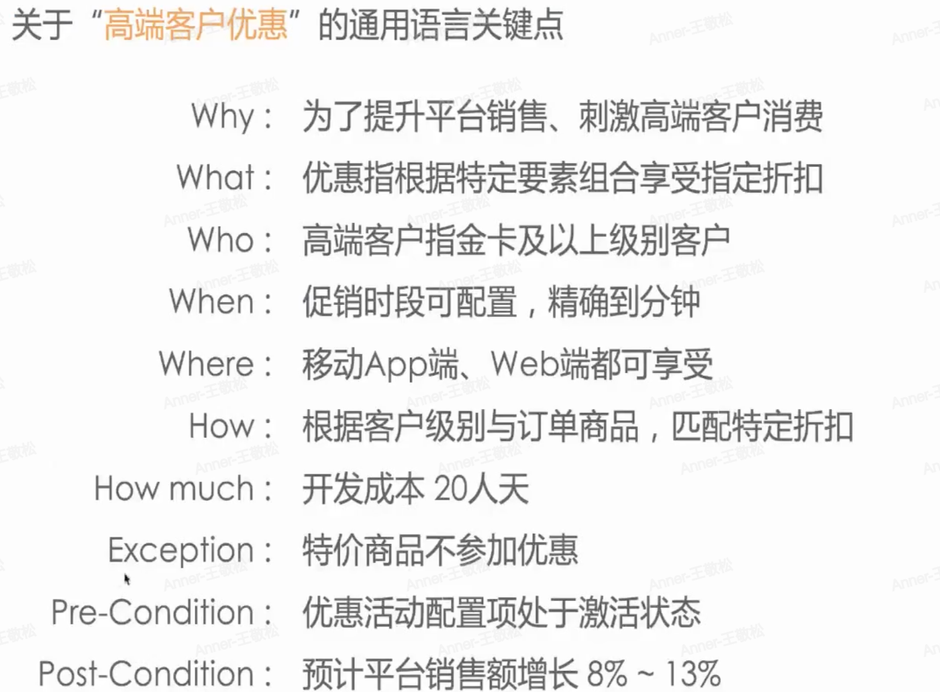 关于“高端客户优惠”的通用语言关键点
Why： 为了提升平台销售、刺激高端客户消费
What： 优惠指根据特定要素组合享受指定折扣
Who： 高端客户指金卡及以上级别客户
When： 促销时段可配置，精确到分钟
Where： 移动App端、Web端都可享受
How： 根据客户级别与订单商品，匹配特定折扣
How much： 开发成本 20人天
Exception： 特价商品不参加优惠
Pre-Condition： 优惠活动配置项处于激活状态
Post-Condition： 预计平台销售额增长 8% ~ 13%
Anner-王敬松